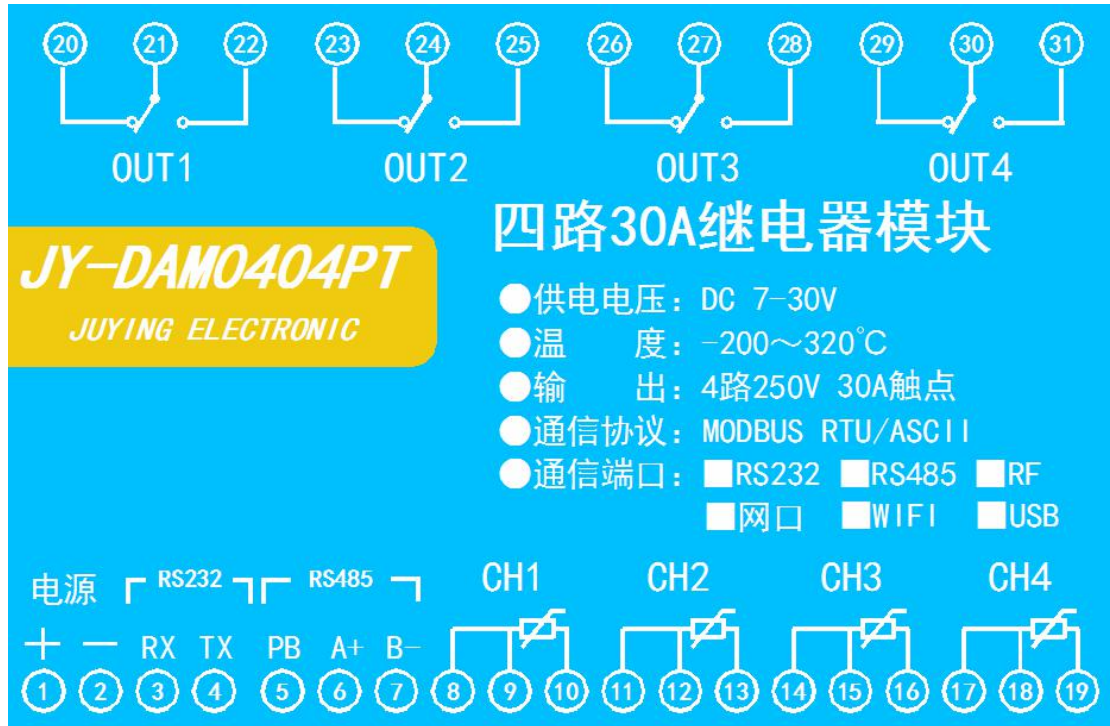 20 21 22 23 24 25 26 27 28 29 30 31
OUT1 OUT2 OUT3 OUT4
四路30A继电器模块
JY-DAM0404PT
JUYING ELECTRONIC
●供电电压：DC 7-30V
●温 度：-200～320℃
●输 出：4路250V 30A触点
●通信协议：MODBUS RTU/ASCII
●通信端口：■RS232 ■RS485 ■RF
■网口 ■WIFI ■USB
电源 RS232 RS485 CH1 CH2 CH3 CH4
+ - RX TX PB A+ B-
1 2 3 4 5 6 7 8 9 10 11 12 13 14 15 16 17 18 19